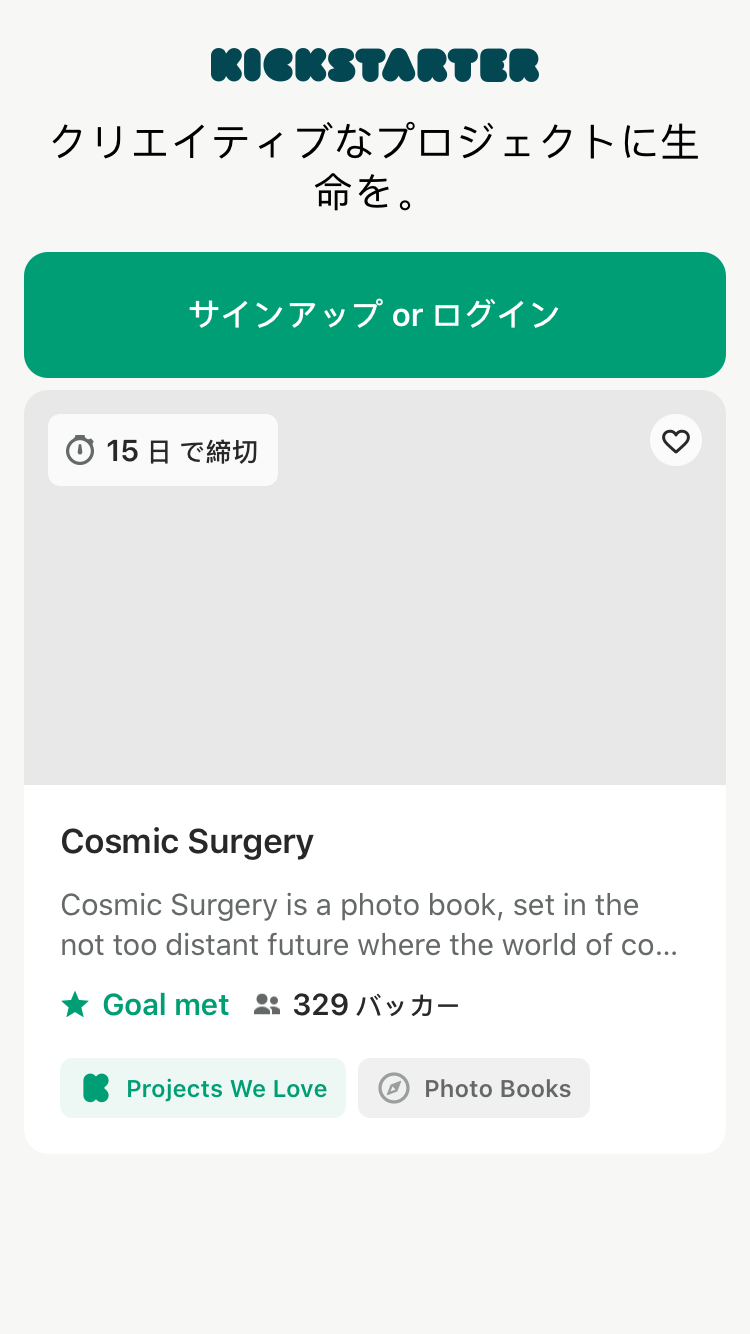 KICKSTARTER
クリエイティブなプロジェクトに生
命を。
サインアップ or ログイン
15 日 で締切
Cosmic Surgery
Cosmic Surgery is a photo book, set in the
not too distant future where the world of co...
Goal met 329 バッカー
Projects We Love Photo Books